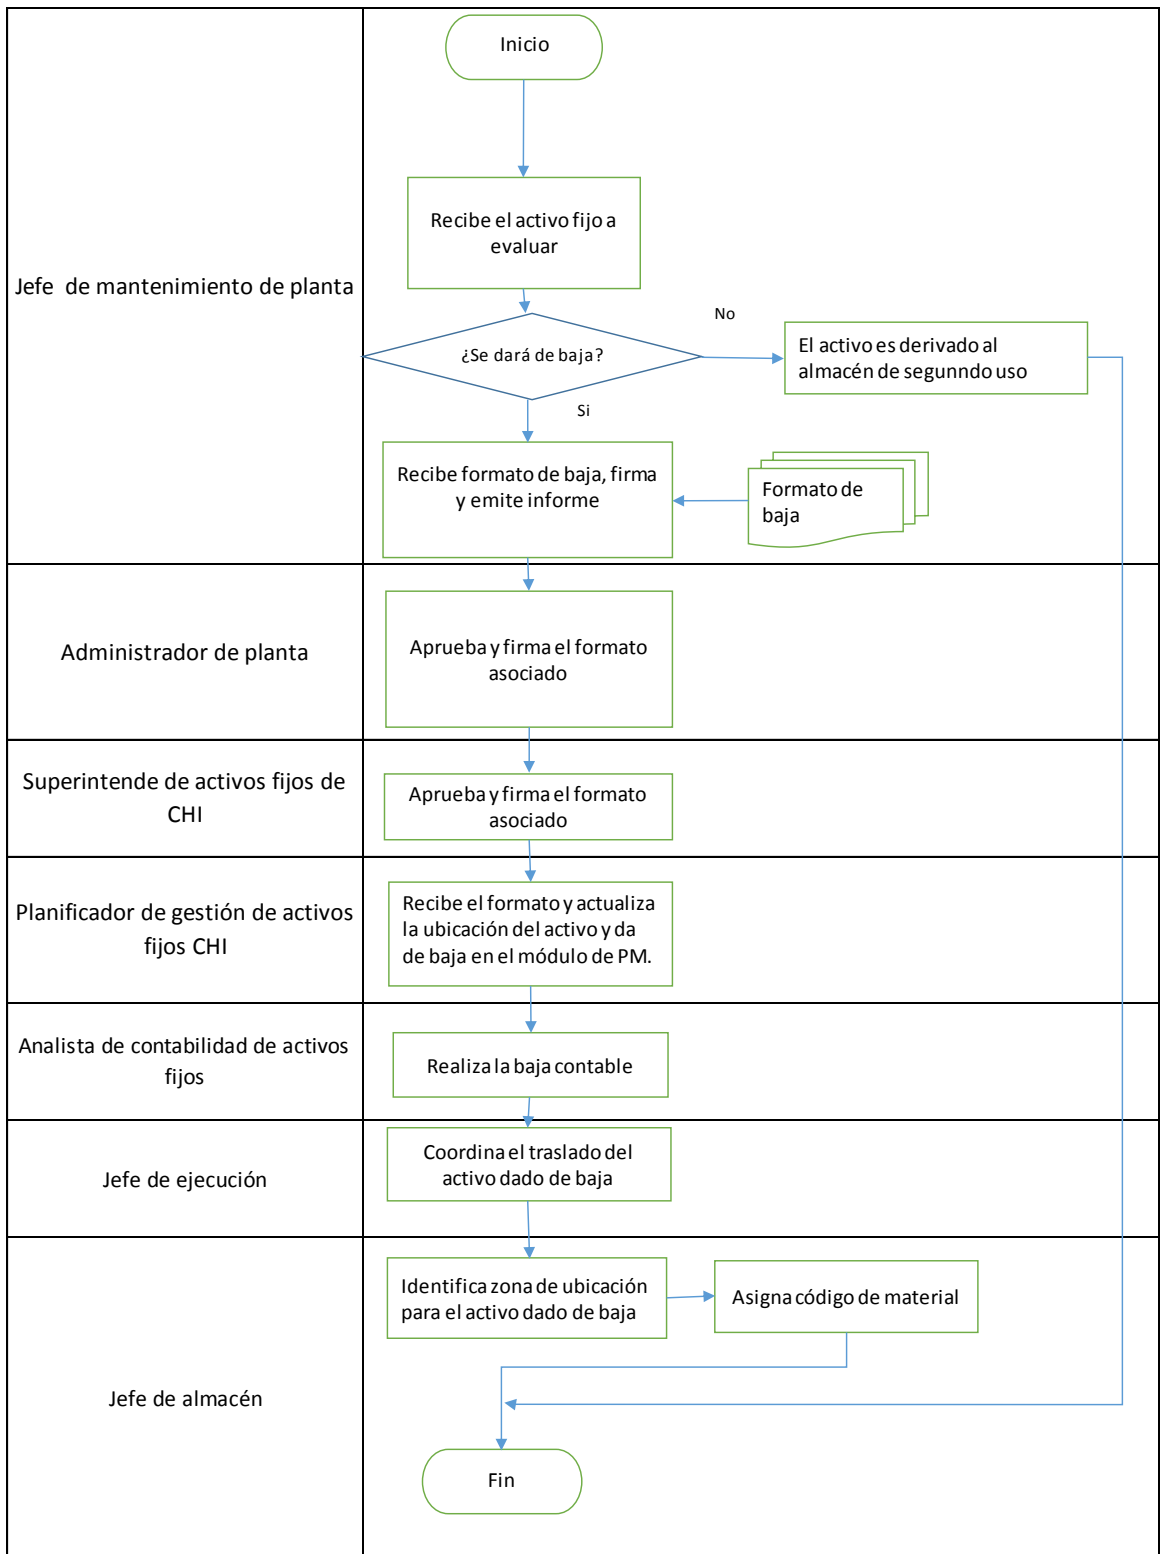 Inicio
Jefe de mantenimiento de planta
Recibe el activo fijo a
evaluar
¿Se dará de baja?
No
El activo es derivado al
almacén de segunndo uso
Si
Recibe formato de baja, firma
y emite informe
Formato de
baja
Administrador de planta
Aprueba y firma el formato
asociado
Superintende de activos fijos de
CHI
Aprueba y firma el formato
asociado
Planificador de gestión de activos
fijos CHI
Recibe el formato y actualiza
la ubicación del activo y da
de baja en el módulo de PM.
Analista de contabilidad de activos
fijos
Realiza la baja contable
Jefe de ejecución
Coordina el traslado del
activo dado de baja
Jefe de almacén
Identifica zona de ubicación
para el activo dado de baja
Asigna código de material
Fin